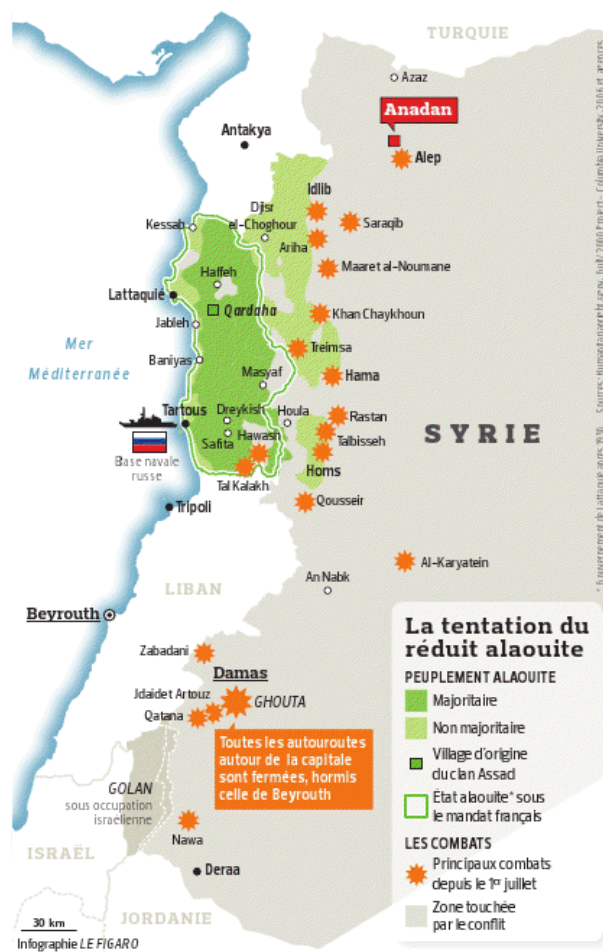 TURQUIE
Azaz
Anadan
Antakya
Alep
Idlib
Djisr
el-Choghour
Saraqib
Kessab
Ariha
Haffeh
Maaret al-Noumane
Lattaquié
Qardaha
Khan Chaykhoun
Jableh
Mer
Méditerranée
Treimsa
Baniyas
Masyaf
Hama
Tartous
Dreykish
Houla
Rastan
SYRIE
Safita
Hawash
Talbisseh
Base navale
russe
Homs
Tal Kalakh
Qousseir
Tripoli
Al-Karyatein
An Nabk
LIBAN
Beyrouth
Zabadani
Damas
Jdaidet Artouz
GHOUTA
Qatana
Toutes les autouroutes
autour de la capitale
sont fermées, hormis
celle de Beyrouth
GOLAN
sous occupation
israélienne
Nawa
ISRAËL
Deraa
JORDANIE
30 km
Infographie LE FIGARO
La tentation du
réduit alaouite
PEUPLEMENT ALAOUITE
Majoritaire
Non majoritaire
Village d'origine
du clan Assad
État alaouite* sous
le mandat français
LES COMBATS
Principaux combats
depuis le 1er juillet
Zone touchée
par le conflit